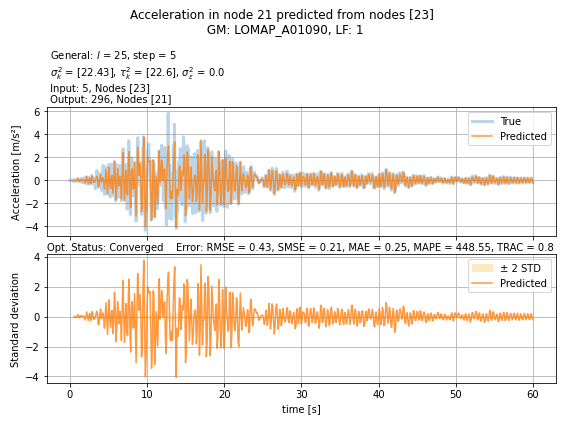 Acceleration in node 21 predicted from nodes [23]
GM: LOMAP_A01090, LF: 1
General: l = 25, step = 5
σ²ₖ = [22.43], τ²ₖ = [22.6], σ²ε = 0.0
Input: 5, Nodes [23]
Output: 296, Nodes [21]
6
4
2
0
−2
−4
Acceleration [m/s²]
True
Predicted
Opt. Status: Converged Error: RMSE = 0.43, SMSE = 0.21, MAE = 0.25, MAPE = 448.55, TRAC = 0.8
4
2
0
−2
−4
Standard deviation
± 2 STD
Predicted
0 10 20 30 40 50 60
time [s]